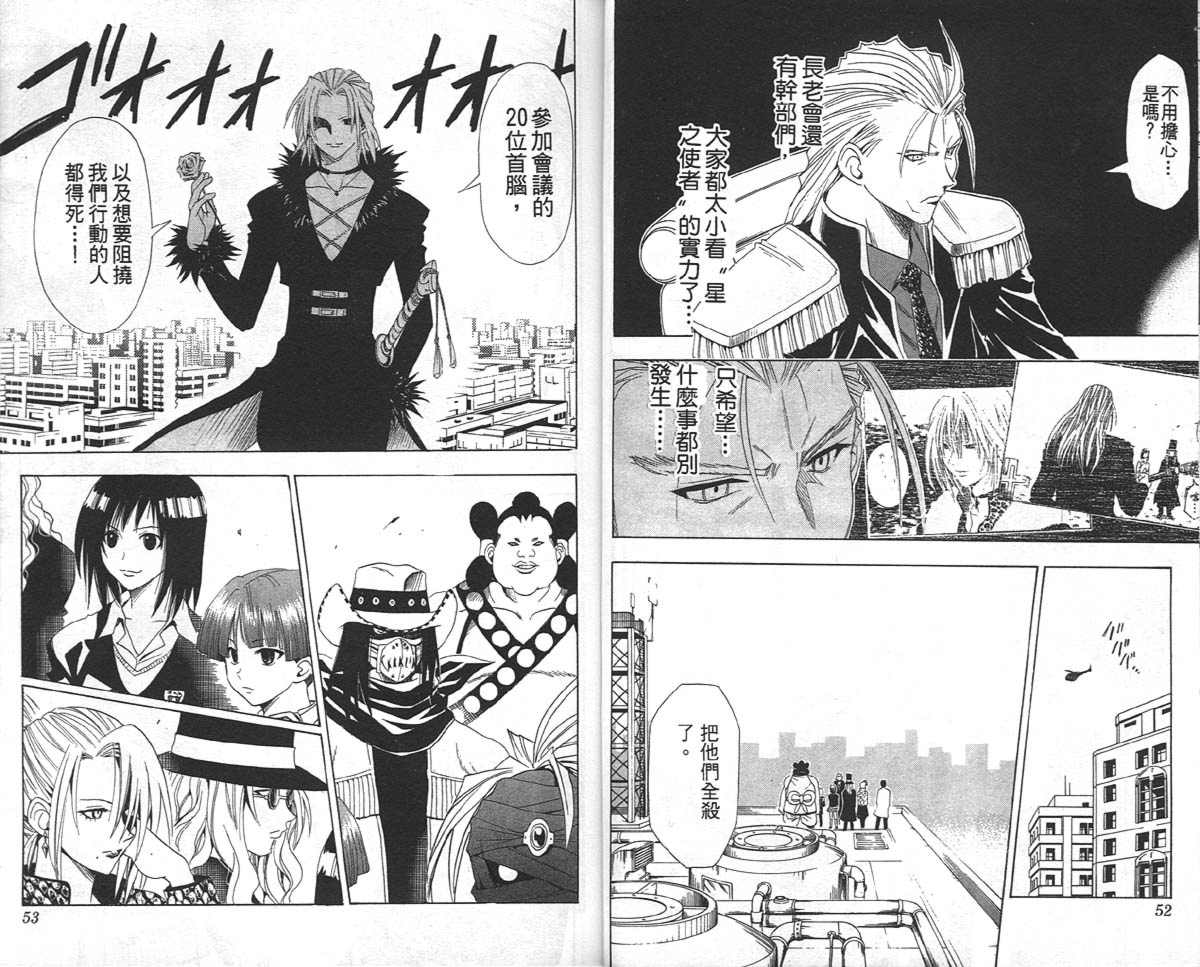 不用擔心…
是嗎？
長老會還
有幹部們，
大家都太小看〝星
之使者〞的實力了…
只希望…
什麼事都別
發生……
バババ…
把他們全殺
了。
52
ゴオオオオオ
參加會議的
20位首腦，
以及想要阻撓
我們行動的人
都得死…！
53